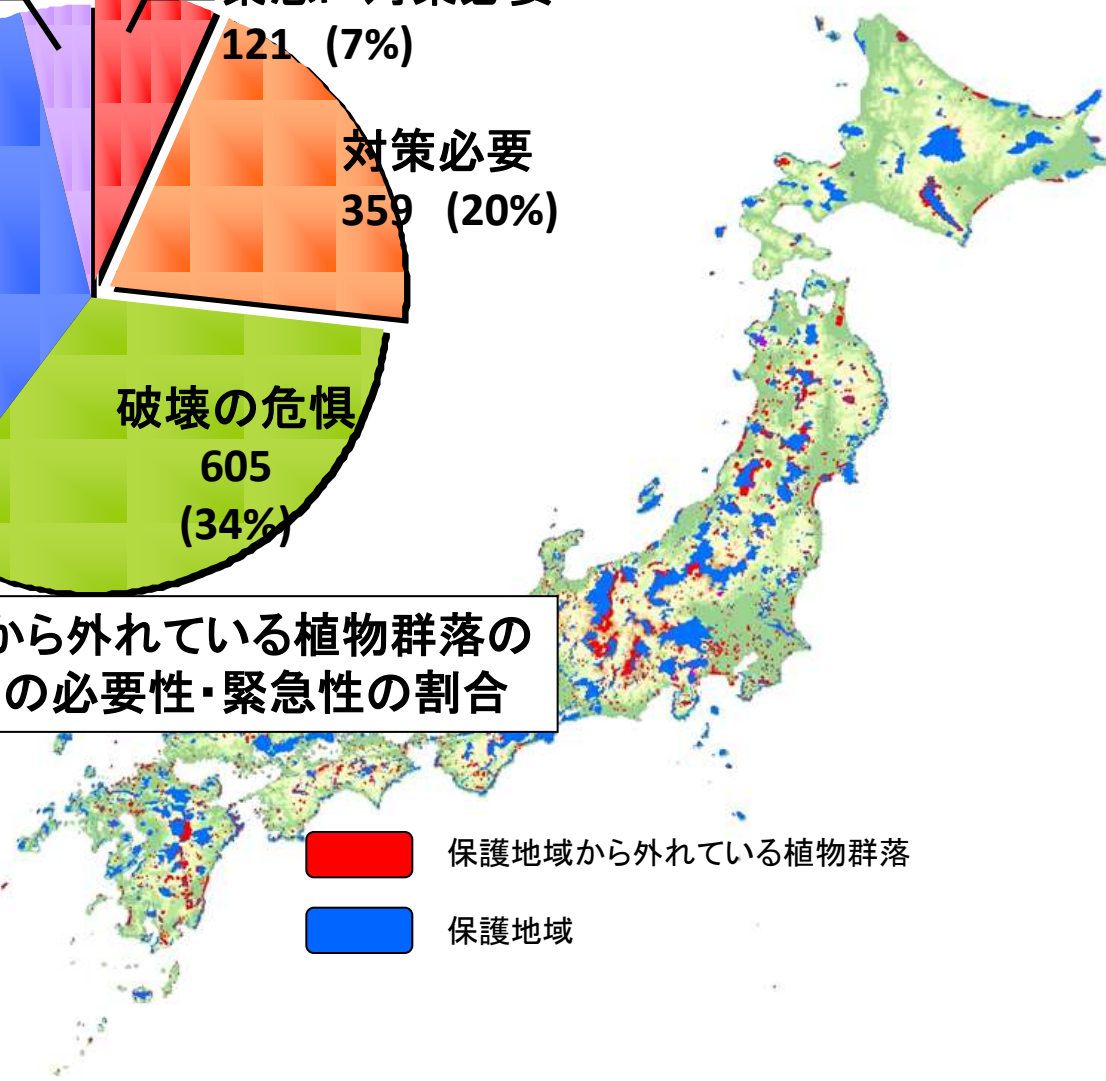 121 (7%)
対策必要
359 (20%)
破壊の危惧
605
(34%)
から外れている植物群落の
の必要性・緊急性の割合
保護地域から外れている植物群落
保護地域